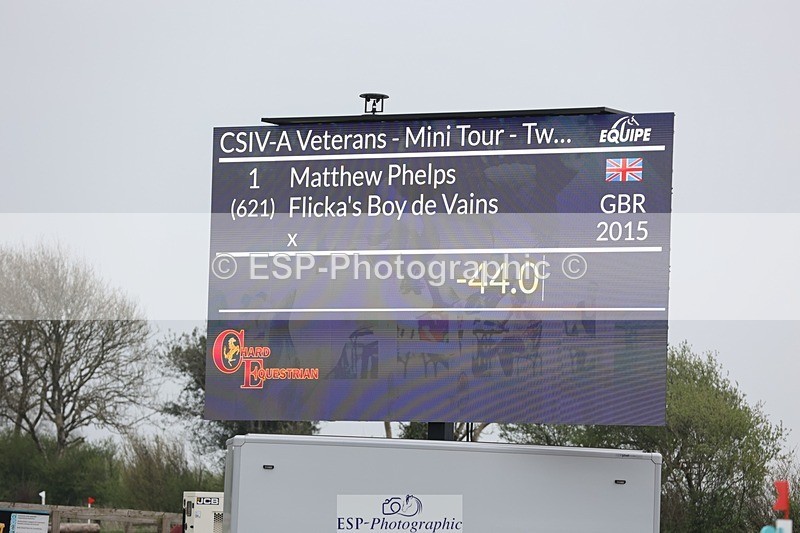 CSIV-A Veterans - Mini Tour - Tw... EQUIPE
1 Matthew Phelps
(621) Flicka's Boy de Vains GBR
x 2015
© ESP-Photographic ©
-44.0
CHARD
EQUESTRIAN
JCB
ESP-Photographic